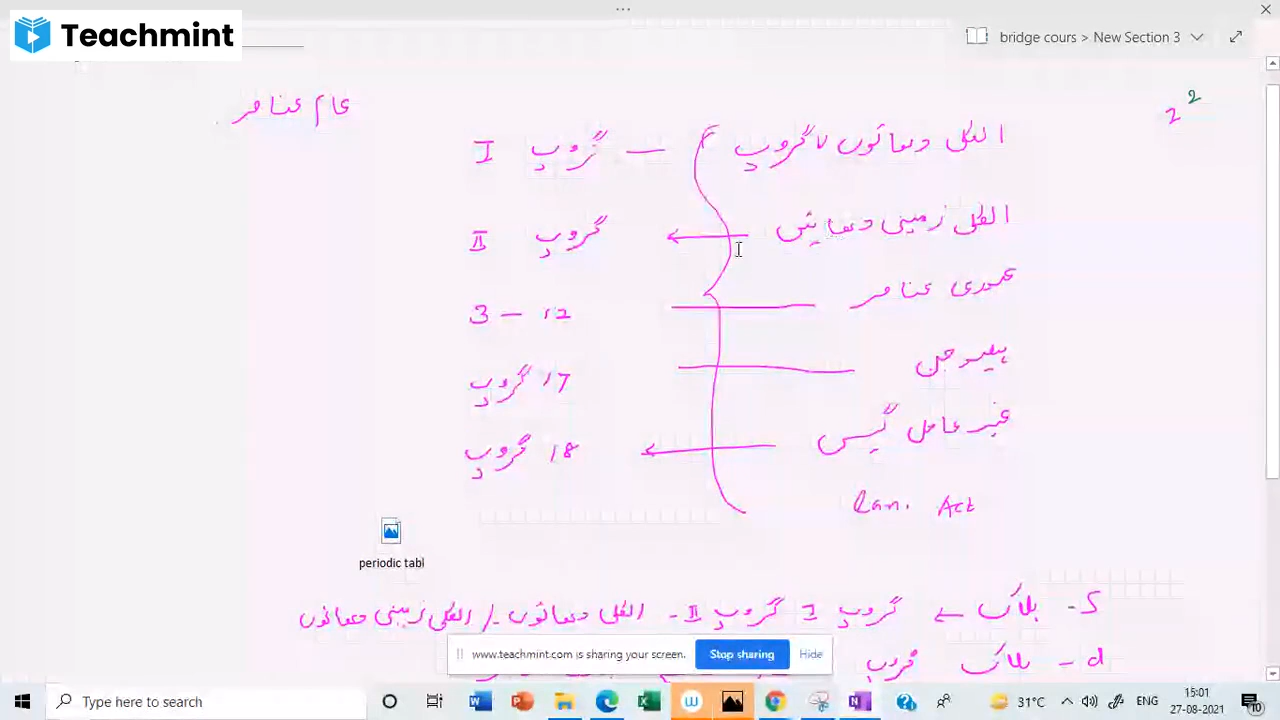 Teachmint
bridge cours > New Section 3
عام عناصر
2 2
الکلی دھاتوں کا گروپ — گروپ I
الکلی زمینی دھاتیں گروپ II
عبوری عناصر 3 – 12
ہیلوجن 17 گروپ
غیر عامل گیس 18 گروپ
Lan. Act
periodic tabl
S- بلاک ← گروپ I گروپ II - الکلی دھاتوں / الکلی زمینی دھاتوں
www.teachmint.com is sharing your screen. Stop sharing Hide
d - بلاک گروپ
Type here to search
31°C
ENG
15:01
27-08-2021
10